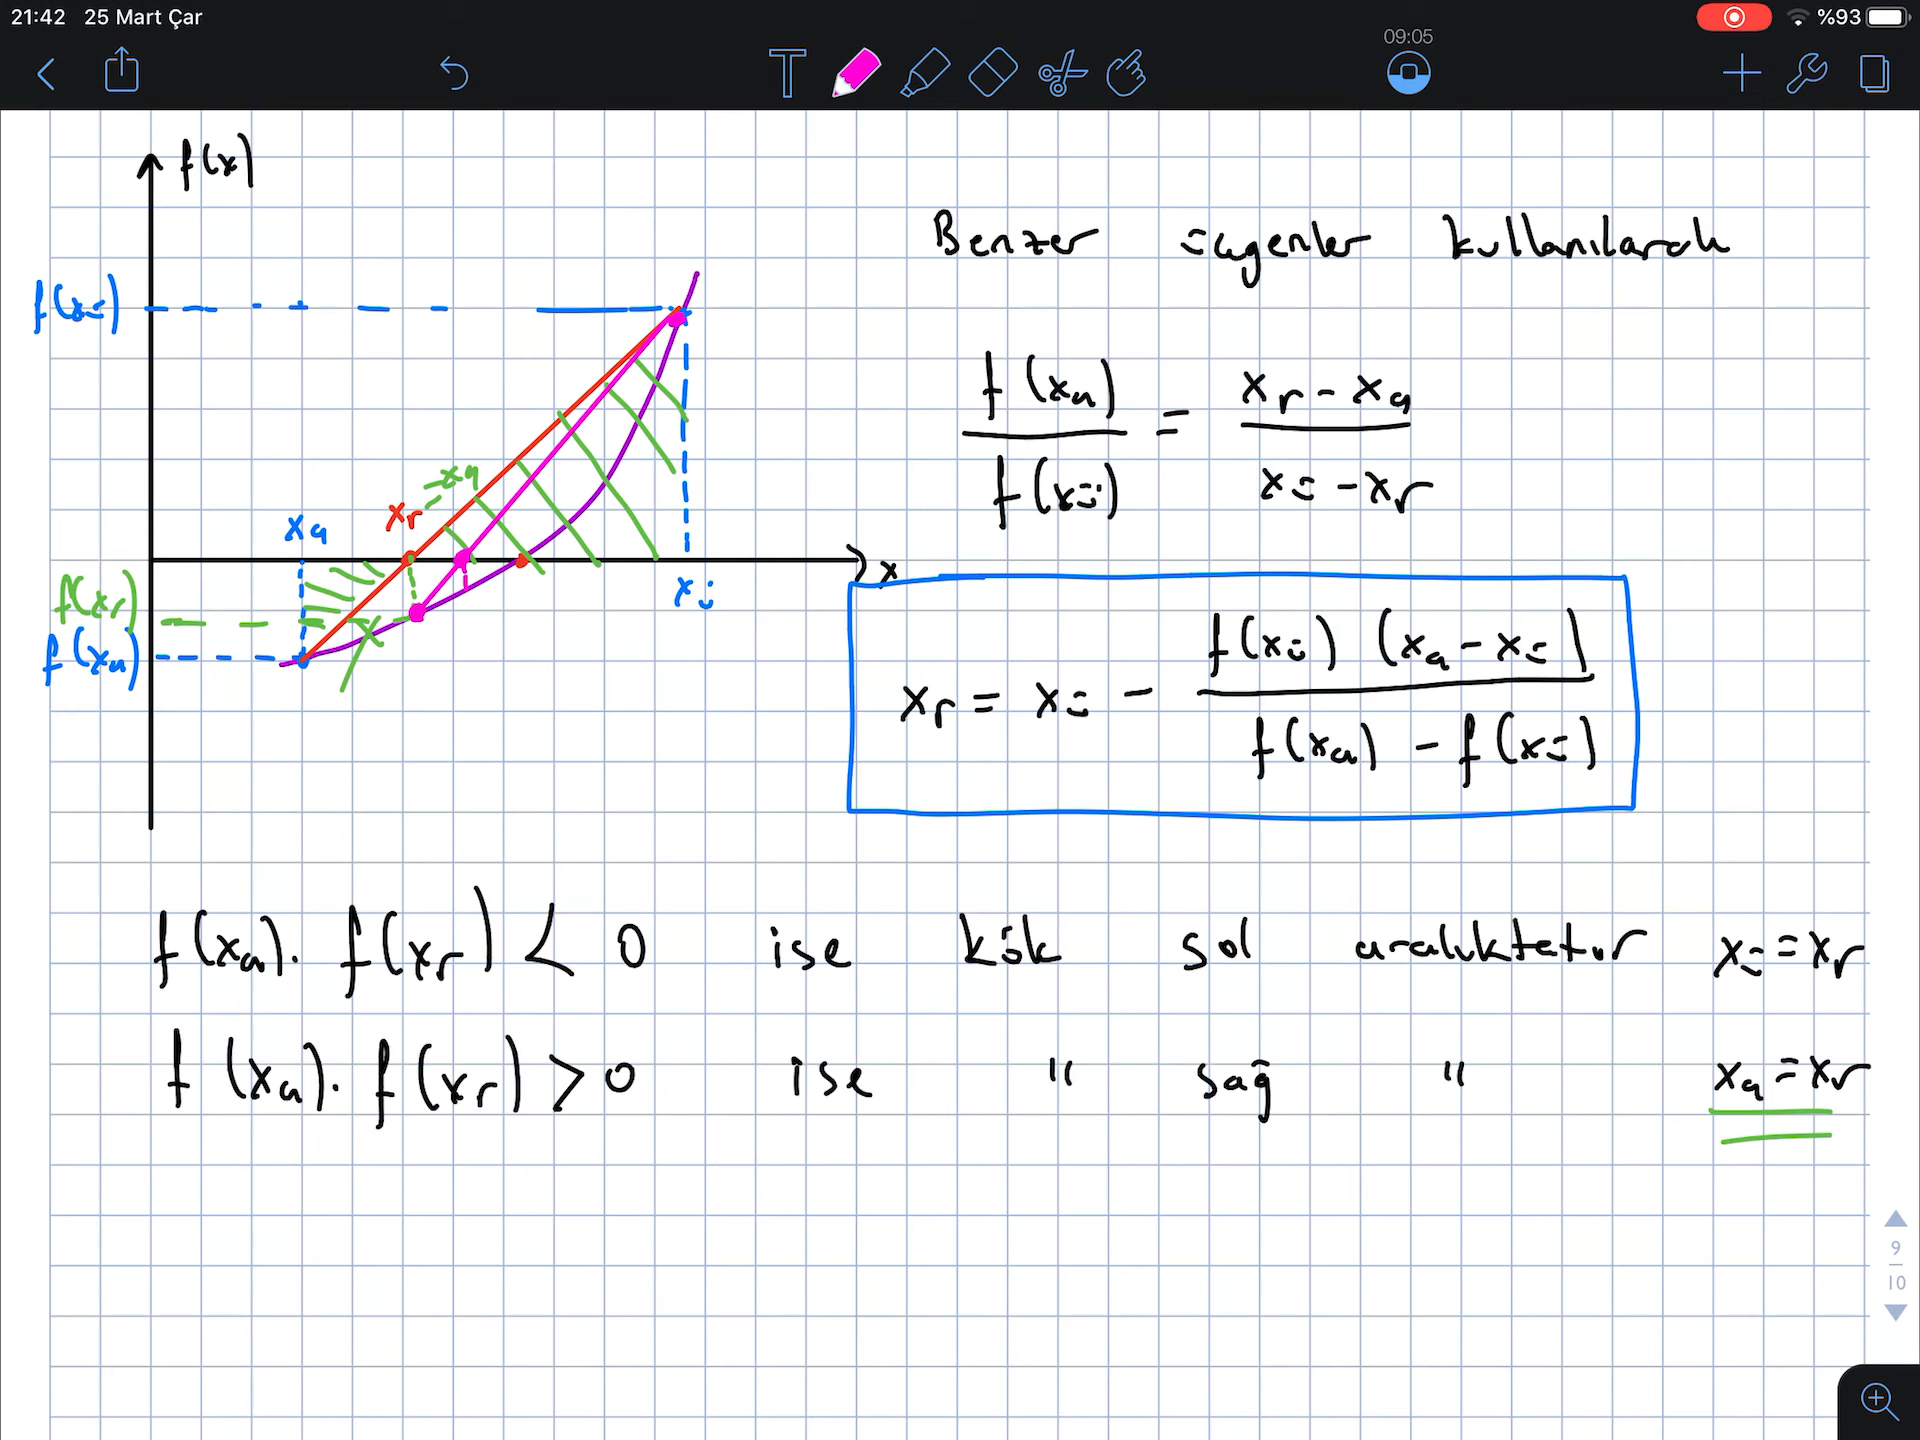 21:42 25 Mart Çar
%93
09:05
T
f(x)
Benzer üçgenler kullanılarak
f(xü)
f(xa) / f(xü) = xr - xa / xü - xr
xa
xr → xa
x
f(xr)
xü
f(xa)
xr = xü - f(xü) (xa - xü) / f(xa) - f(xü)
f(xa). f(xr) < 0 ise kök sol aralıktatır xü = xr
f(xa). f(xr) > 0 ise " sağ " xa = xr
9
10